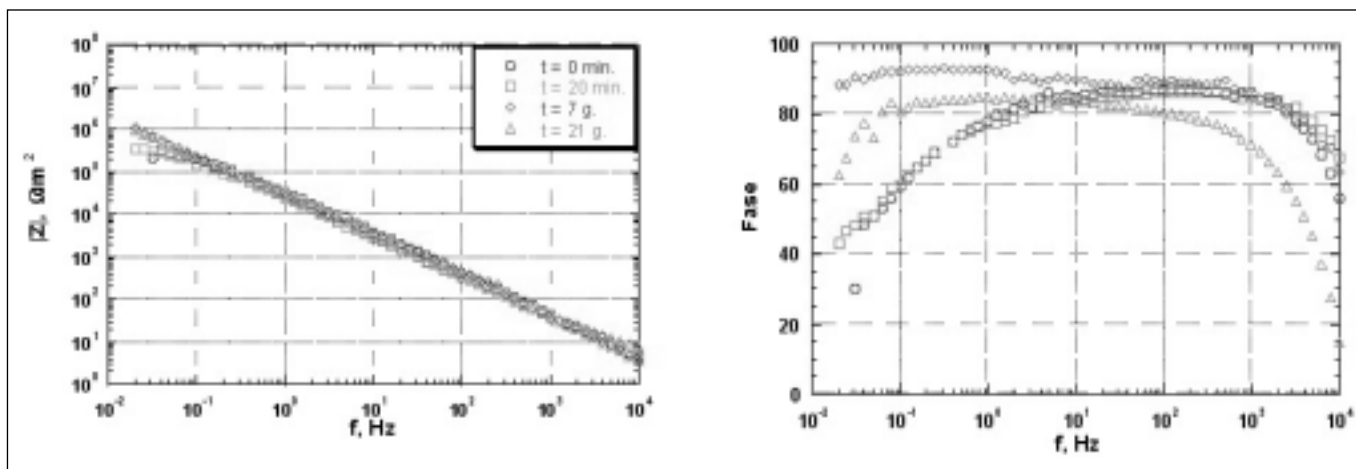 10⁸
10⁷
10⁶
10⁵
10⁴
10³
10²
10¹
10⁰
|Z|, Ωm²
10⁻² 10⁻¹ 10⁰ 10¹ 10² 10³ 10⁴
f, Hz
t = 0 min.
t = 20 min.
t = 7 g.
t = 21 g.
100
80
60
40
20
0
Fase
10⁻² 10⁻¹ 10⁰ 10¹ 10² 10³ 10⁴
f, Hz